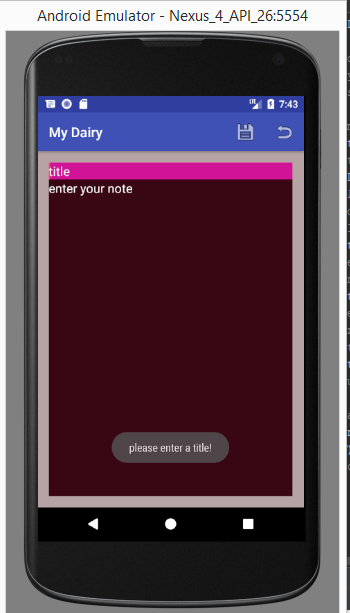 Android Emulator - Nexus_4_API_26:5554
7:43
My Dairy
title
enter your note
please enter a title!